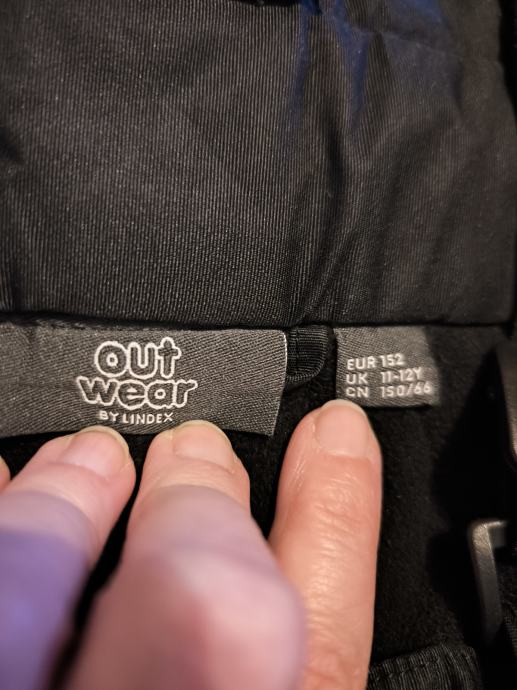 out
wear
BY LINDEX
EUR 152
UK 11-12Y
CN 150/66